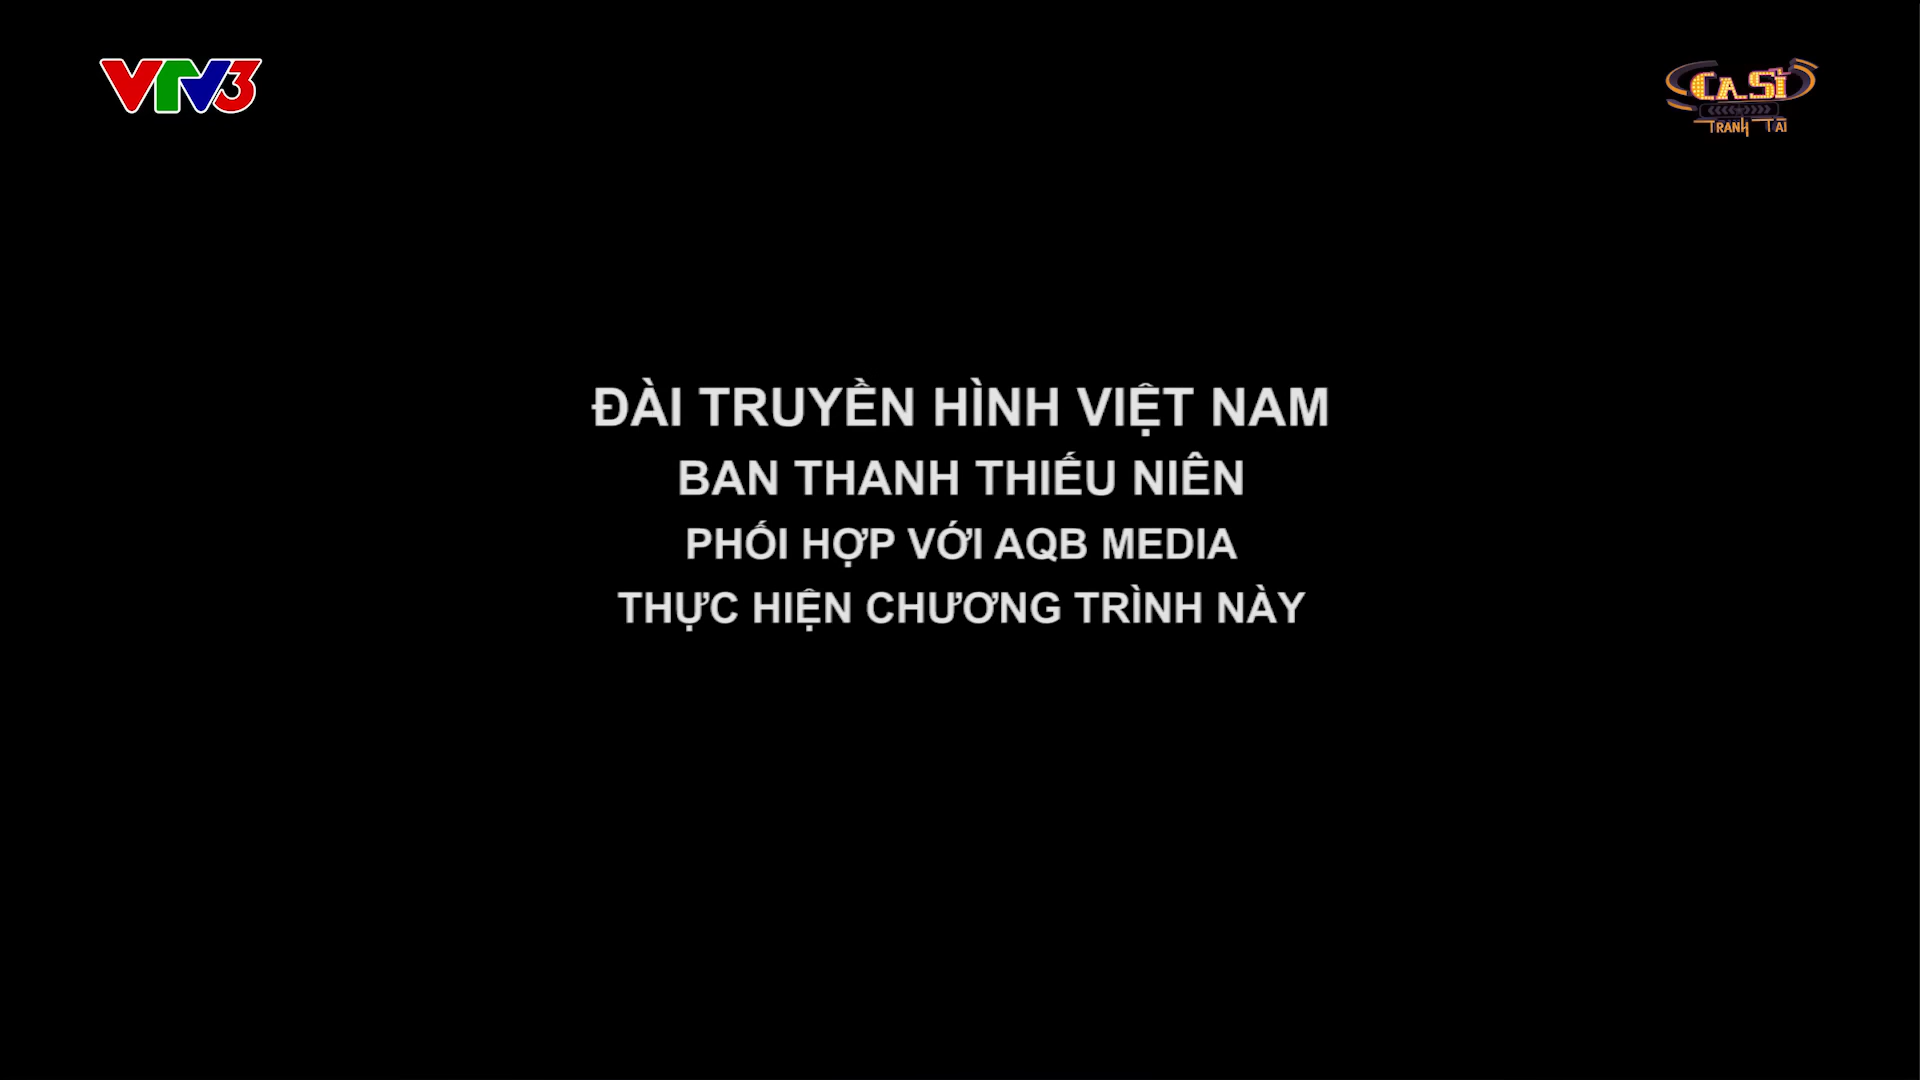 VTV3
CA.SĨ
TRANH TÀI
ĐÀI TRUYỀN HÌNH VIỆT NAM
BAN THANH THIẾU NIÊN
PHỐI HỢP VỚI AQB MEDIA
THỰC HIỆN CHƯƠNG TRÌNH NÀY